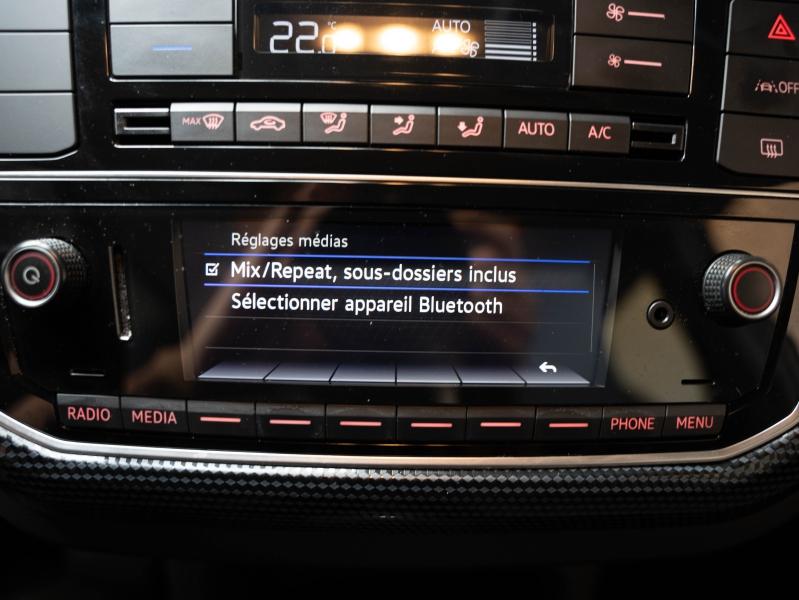 22.0 °C AUTO
OFF
MAX AUTO A/C
Réglages médias
Mix/Repeat, sous-dossiers inclus
Sélectionner appareil Bluetooth
RADIO MEDIA PHONE MENU